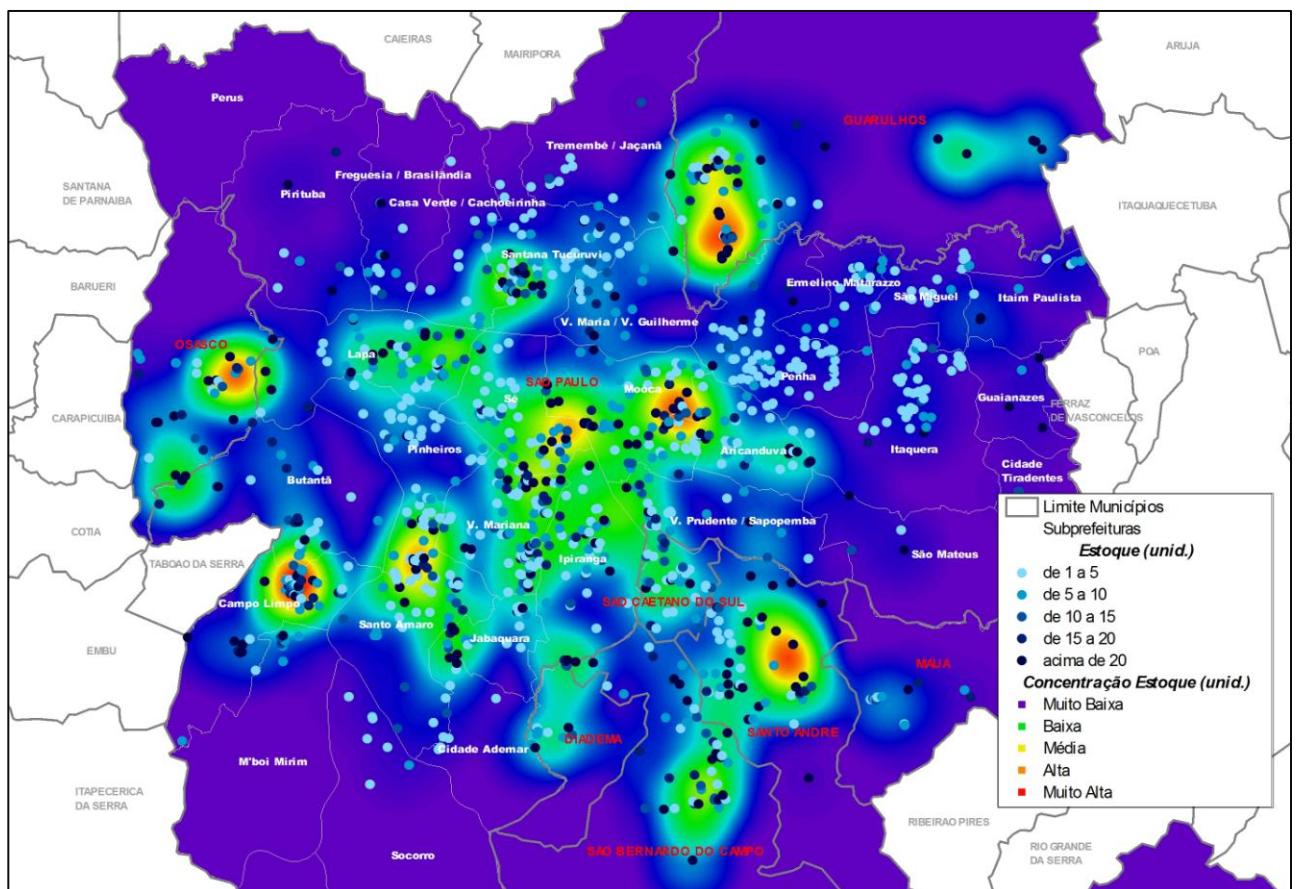 CAIEIRAS
MAIRIPORA
ARUJA
Perus
GUARULHOS
Tremembé / Jaçanã
Freguesia / Brasilândia
SANTANA
DE PARNAIBA
Pirituba
Casa Verde / Cachoeirinha
ITAQUAQUECETUBA
Santana Tucuruvi
Ermelino Matarazzo
BARUERI
São Miguel
Itaim Paulista
V. Maria / V. Guilherme
OSASCO
Lapa
POA
Penha
SAO PAULO
Mooca
Sé
Guaianazes
CARAPICUIBA
FERRAZ
DE VASCONCELOS
Pinheiros
Aricanduva
Itaquera
Cidade
Tiradentes
Butantã
COTIA
V. Mariana
V. Prudente / Sapopemba
São Mateus
Ipiranga
TABOAO DA SERRA
Campo Limpo
SAO CAETANO DO SUL
Santo Amaro
Jabaquara
EMBU
MAUA
SANTO ANDRE
DIADEMA
Cidade Ademar
M'boi Mirim
ITAPECERICA
DA SERRA
RIBEIRAO PIRES
Socorro
SAO BERNARDO DO CAMPO
RIO GRANDE
DA SERRA
Limite Municípios
Subprefeituras
Estoque (unid.)
de 1 a 5
de 5 a 10
de 10 a 15
de 15 a 20
acima de 20
Concentração Estoque (unid.)
Muito Baixa
Baixa
Média
Alta
Muito Alta